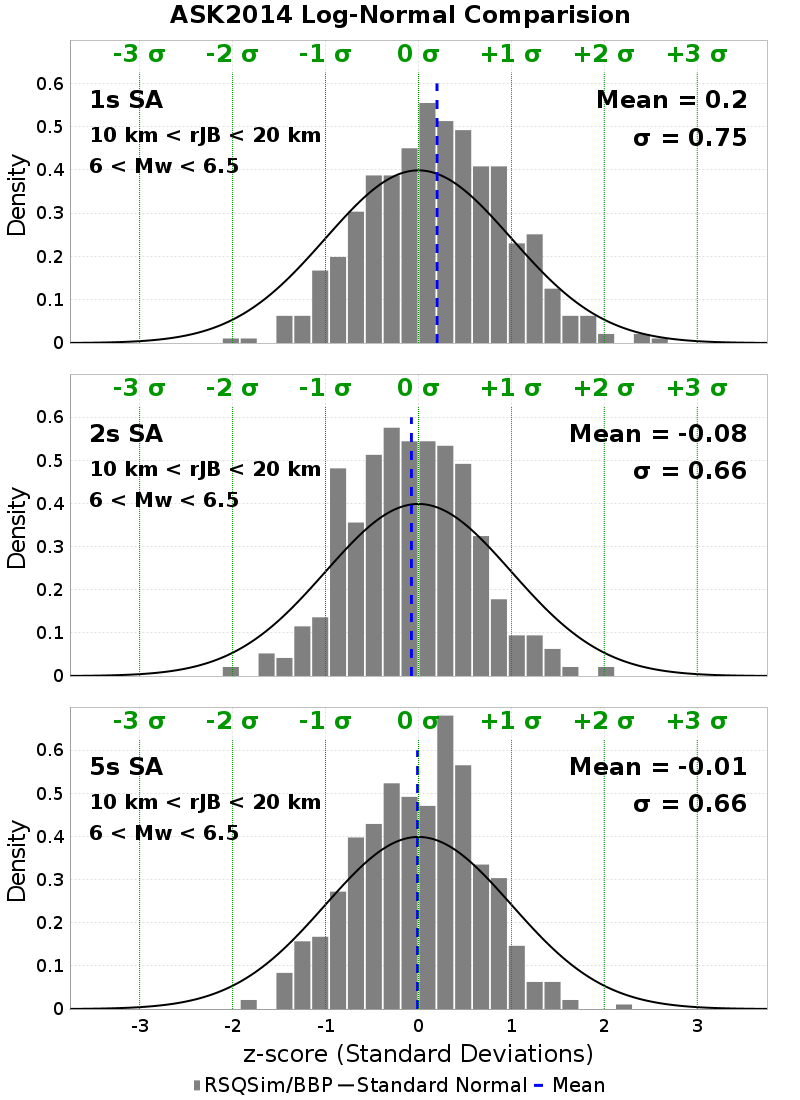 ASK2014 Log-Normal Comparision
-3 σ -2 σ -1 σ 0 σ +1 σ +2 σ +3 σ
1s SA
10 km < rJB < 20 km
6 < Mw < 6.5
Mean = 0.2
σ = 0.75
Density
0.6
0.5
0.4
0.3
0.2
0.1
0
-3 σ -2 σ -1 σ 0 σ +1 σ +2 σ +3 σ
2s SA
10 km < rJB < 20 km
6 < Mw < 6.5
Mean = -0.08
σ = 0.66
Density
0.6
0.5
0.4
0.3
0.2
0.1
0
-3 σ -2 σ -1 σ 0 σ +1 σ +2 σ +3 σ
5s SA
10 km < rJB < 20 km
6 < Mw < 6.5
Mean = -0.01
σ = 0.66
Density
0.6
0.5
0.4
0.3
0.2
0.1
0
-3 -2 -1 0 1 2 3
z-score (Standard Deviations)
RSQSim/BBP Standard Normal Mean